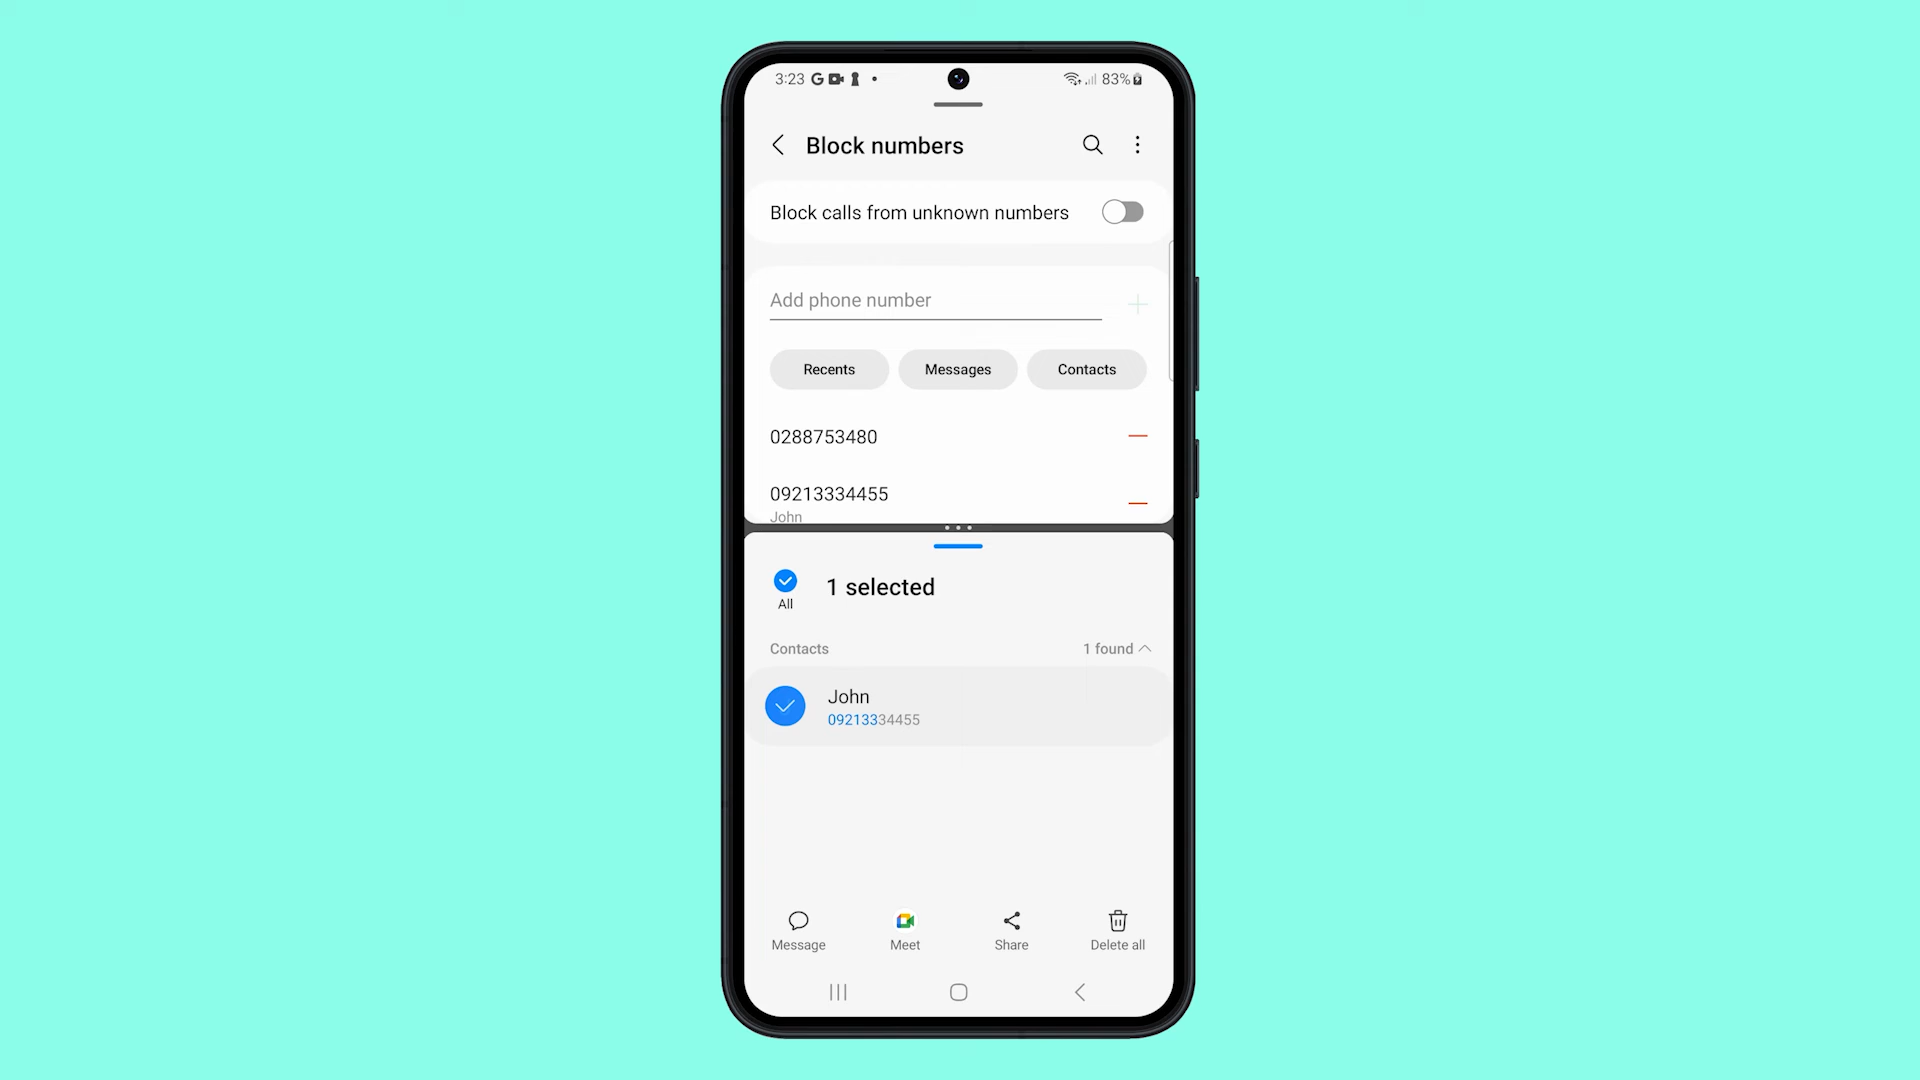 3:23 G 83%
Block numbers
Block calls from unknown numbers
Add phone number
Recents Messages Contacts
0288753480
09213334455
John
All 1 selected
Contacts 1 found
John
09213334455
Message Meet Share Delete all